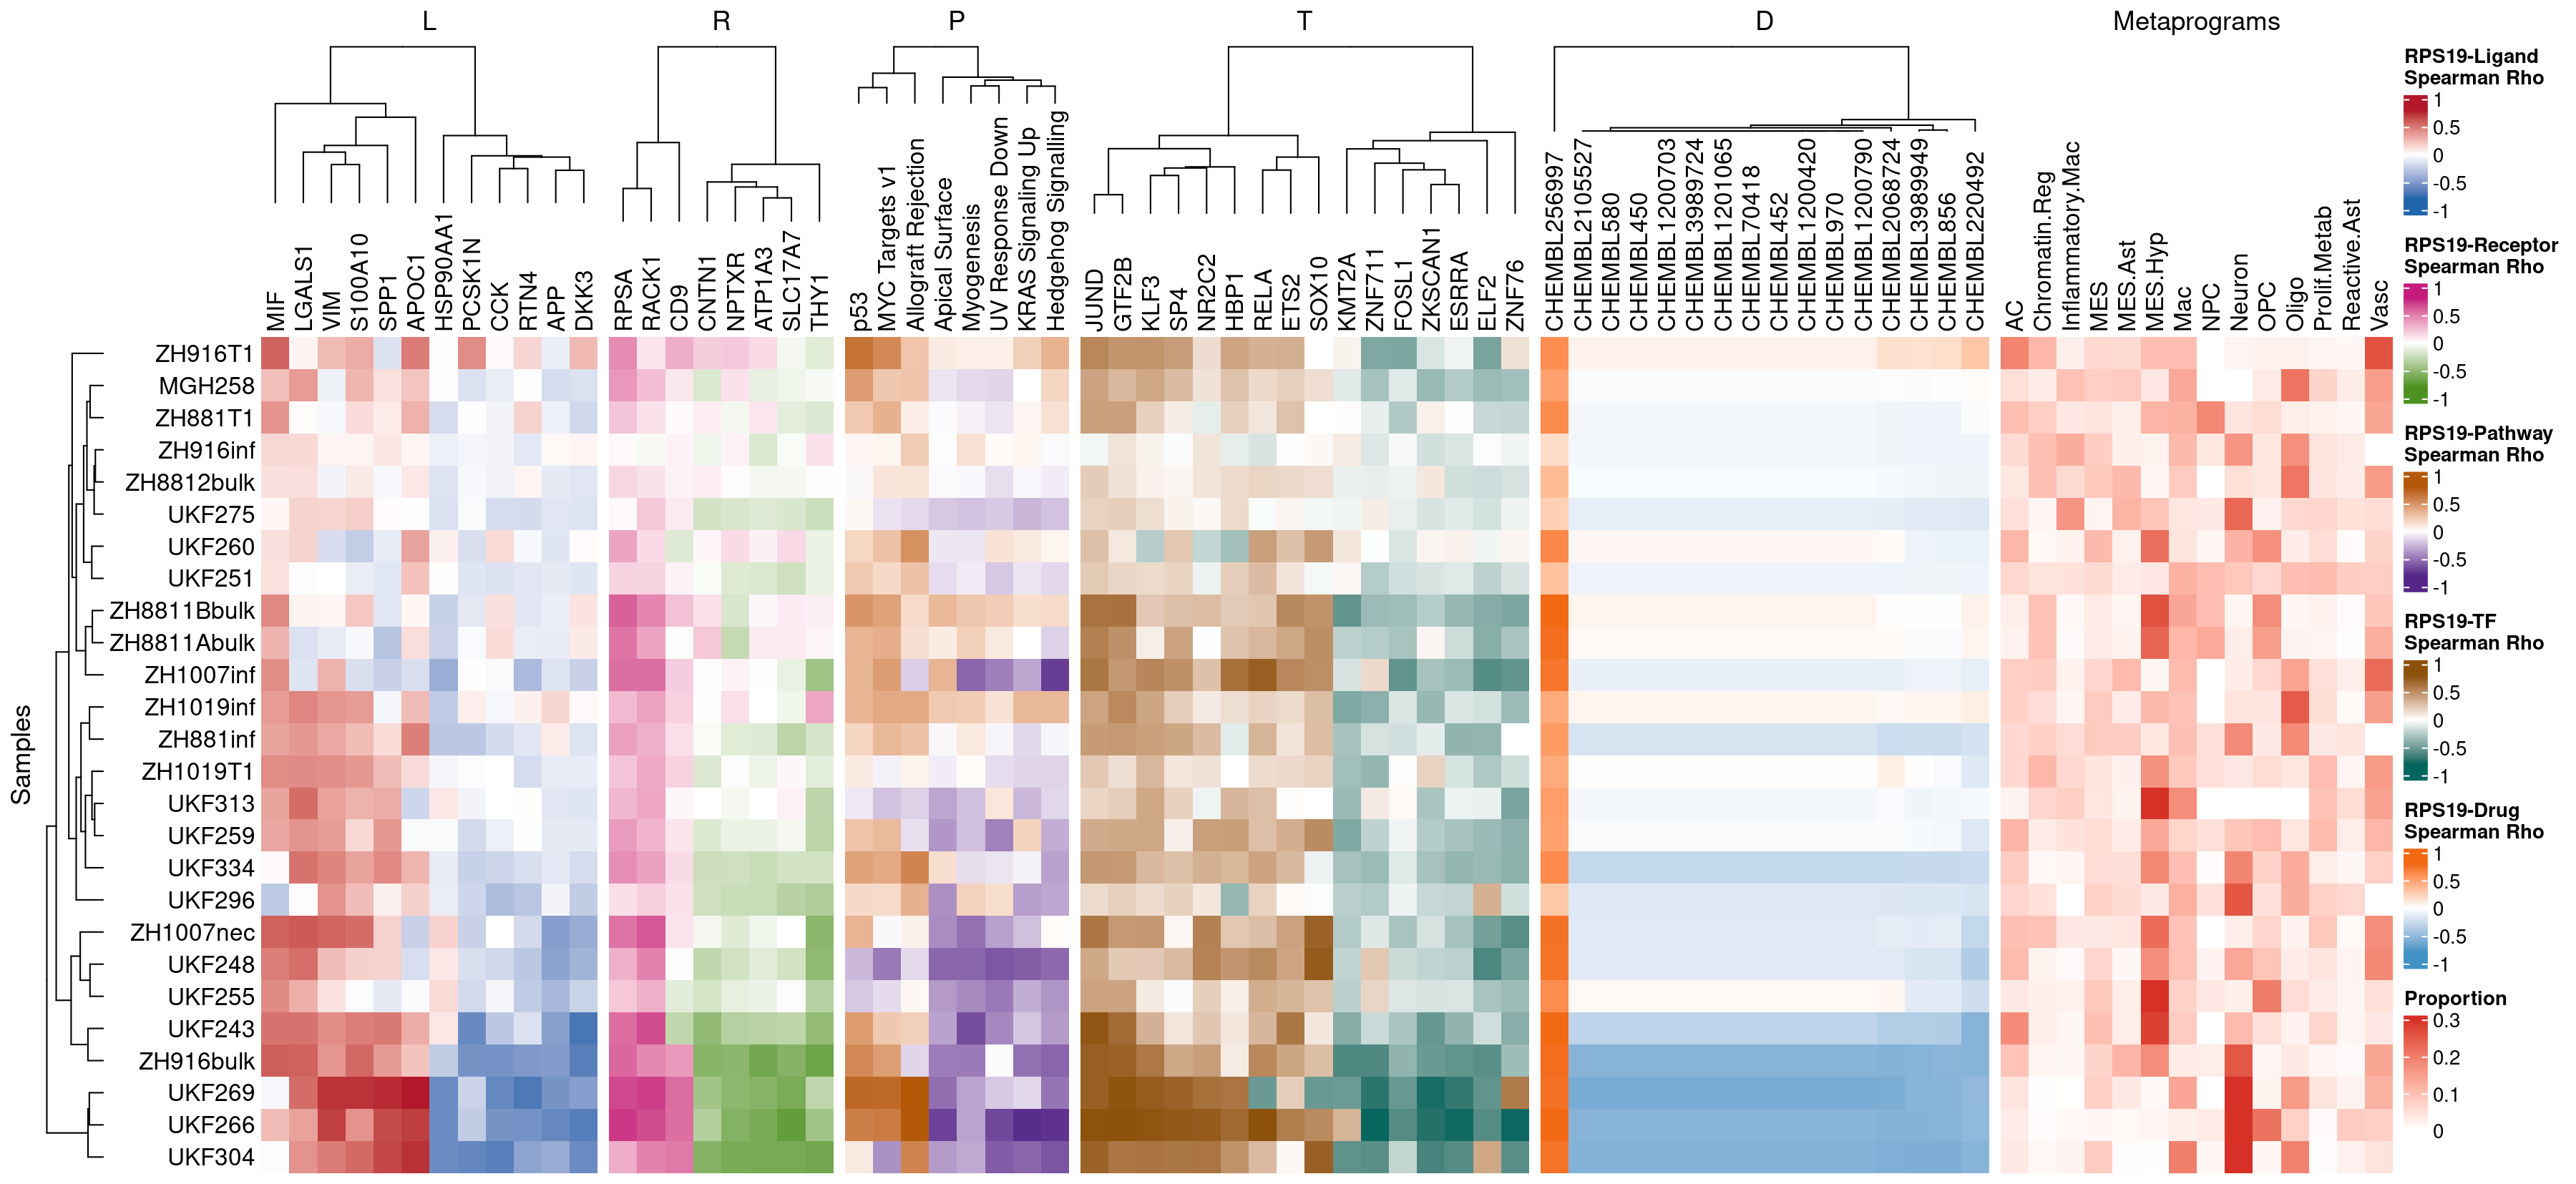 L R P T D Metaprograms
MIF LGALS1 VIM S100A10 SPP1 APOC1 HSP90AA1 PCSK1N CCK RTN4 APP DKK3
RPSA RACK1 CD9 CNTN1 NPTXR ATP1A3 SLC17A7 THY1
p53 MYC Targets v1 Allograft Rejection Apical Surface Myogenesis UV Response Down KRAS Signaling Up Hedgehog Signalling
JUND GTF2B KLF3 SP4 NR2C2 HBP1 RELA ETS2 SOX10 KMT2A ZNF711 FOSL1 ZKSCAN1 ESRRA ELF2 ZNF76
CHEMBL256997 CHEMBL2105527 CHEMBL580 CHEMBL450 CHEMBL1200703 CHEMBL3989724 CHEMBL1201065 CHEMBL70418 CHEMBL452 CHEMBL1200420 CHEMBL970 CHEMBL1200790 CHEMBL2068724 CHEMBL3989949 CHEMBL856 CHEMBL220492
AC Chromatin.Reg Inflammatory.Mac MES MES.Ast MES.Hyp Mac NPC Neuron OPC Oligo Prolif.Metab Reactive.Ast Vasc
Samples
ZH916T1
MGH258
ZH881T1
ZH916inf
ZH8812bulk
UKF275
UKF260
UKF251
ZH8811Bbulk
ZH8811Abulk
ZH1007inf
ZH1019inf
ZH881inf
ZH1019T1
UKF313
UKF259
UKF334
UKF296
ZH1007nec
UKF248
UKF255
UKF243
ZH916bulk
UKF269
UKF266
UKF304
RPS19-Ligand
Spearman Rho
1
0.5
0
-0.5
-1
RPS19-Receptor
Spearman Rho
1
0.5
0
-0.5
-1
RPS19-Pathway
Spearman Rho
1
0.5
0
-0.5
-1
RPS19-TF
Spearman Rho
1
0.5
0
-0.5
-1
RPS19-Drug
Spearman Rho
1
0.5
0
-0.5
-1
Proportion
0.3
0.2
0.1
0